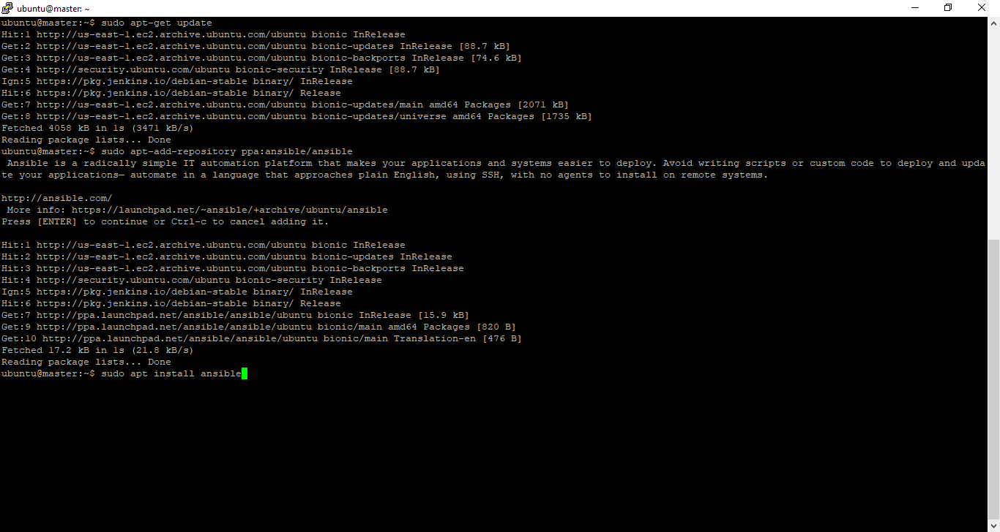 ubuntu@master: ~
ubuntu@master:~$ sudo apt-get update
Hit:1 http://us-east-1.ec2.archive.ubuntu.com/ubuntu bionic InRelease
Get:2 http://us-east-1.ec2.archive.ubuntu.com/ubuntu bionic-updates InRelease [88.7 kB]
Get:3 http://us-east-1.ec2.archive.ubuntu.com/ubuntu bionic-backports InRelease [74.6 kB]
Get:4 http://security.ubuntu.com/ubuntu bionic-security InRelease [88.7 kB]
Ign:5 https://pkg.jenkins.io/debian-stable binary/ InRelease
Hit:6 https://pkg.jenkins.io/debian-stable binary/ Release
Get:7 http://us-east-1.ec2.archive.ubuntu.com/ubuntu bionic-updates/main amd64 Packages [2071 kB]
Get:8 http://us-east-1.ec2.archive.ubuntu.com/ubuntu bionic-updates/universe amd64 Packages [1735 kB]
Fetched 4058 kB in 1s (3471 kB/s)
Reading package lists... Done
ubuntu@master:~$ sudo apt-add-repository ppa:ansible/ansible
 Ansible is a radically simple IT automation platform that makes your applications and systems easier to deploy. Avoid writing scripts or custom code to deploy and upda
te your applications— automate in a language that approaches plain English, using SSH, with no agents to install on remote systems.
http://ansible.com/
 More info: https://launchpad.net/~ansible/+archive/ubuntu/ansible
Press [ENTER] to continue or Ctrl-c to cancel adding it.
Hit:1 http://us-east-1.ec2.archive.ubuntu.com/ubuntu bionic InRelease
Hit:2 http://us-east-1.ec2.archive.ubuntu.com/ubuntu bionic-updates InRelease
Hit:3 http://us-east-1.ec2.archive.ubuntu.com/ubuntu bionic-backports InRelease
Hit:4 http://security.ubuntu.com/ubuntu bionic-security InRelease
Ign:5 https://pkg.jenkins.io/debian-stable binary/ InRelease
Hit:6 https://pkg.jenkins.io/debian-stable binary/ Release
Get:7 http://ppa.launchpad.net/ansible/ansible/ubuntu bionic InRelease [15.9 kB]
Get:9 http://ppa.launchpad.net/ansible/ansible/ubuntu bionic/main amd64 Packages [820 B]
Get:10 http://ppa.launchpad.net/ansible/ansible/ubuntu bionic/main Translation-en [476 B]
Fetched 17.2 kB in 1s (21.8 kB/s)
Reading package lists... Done
ubuntu@master:~$ sudo apt install ansible